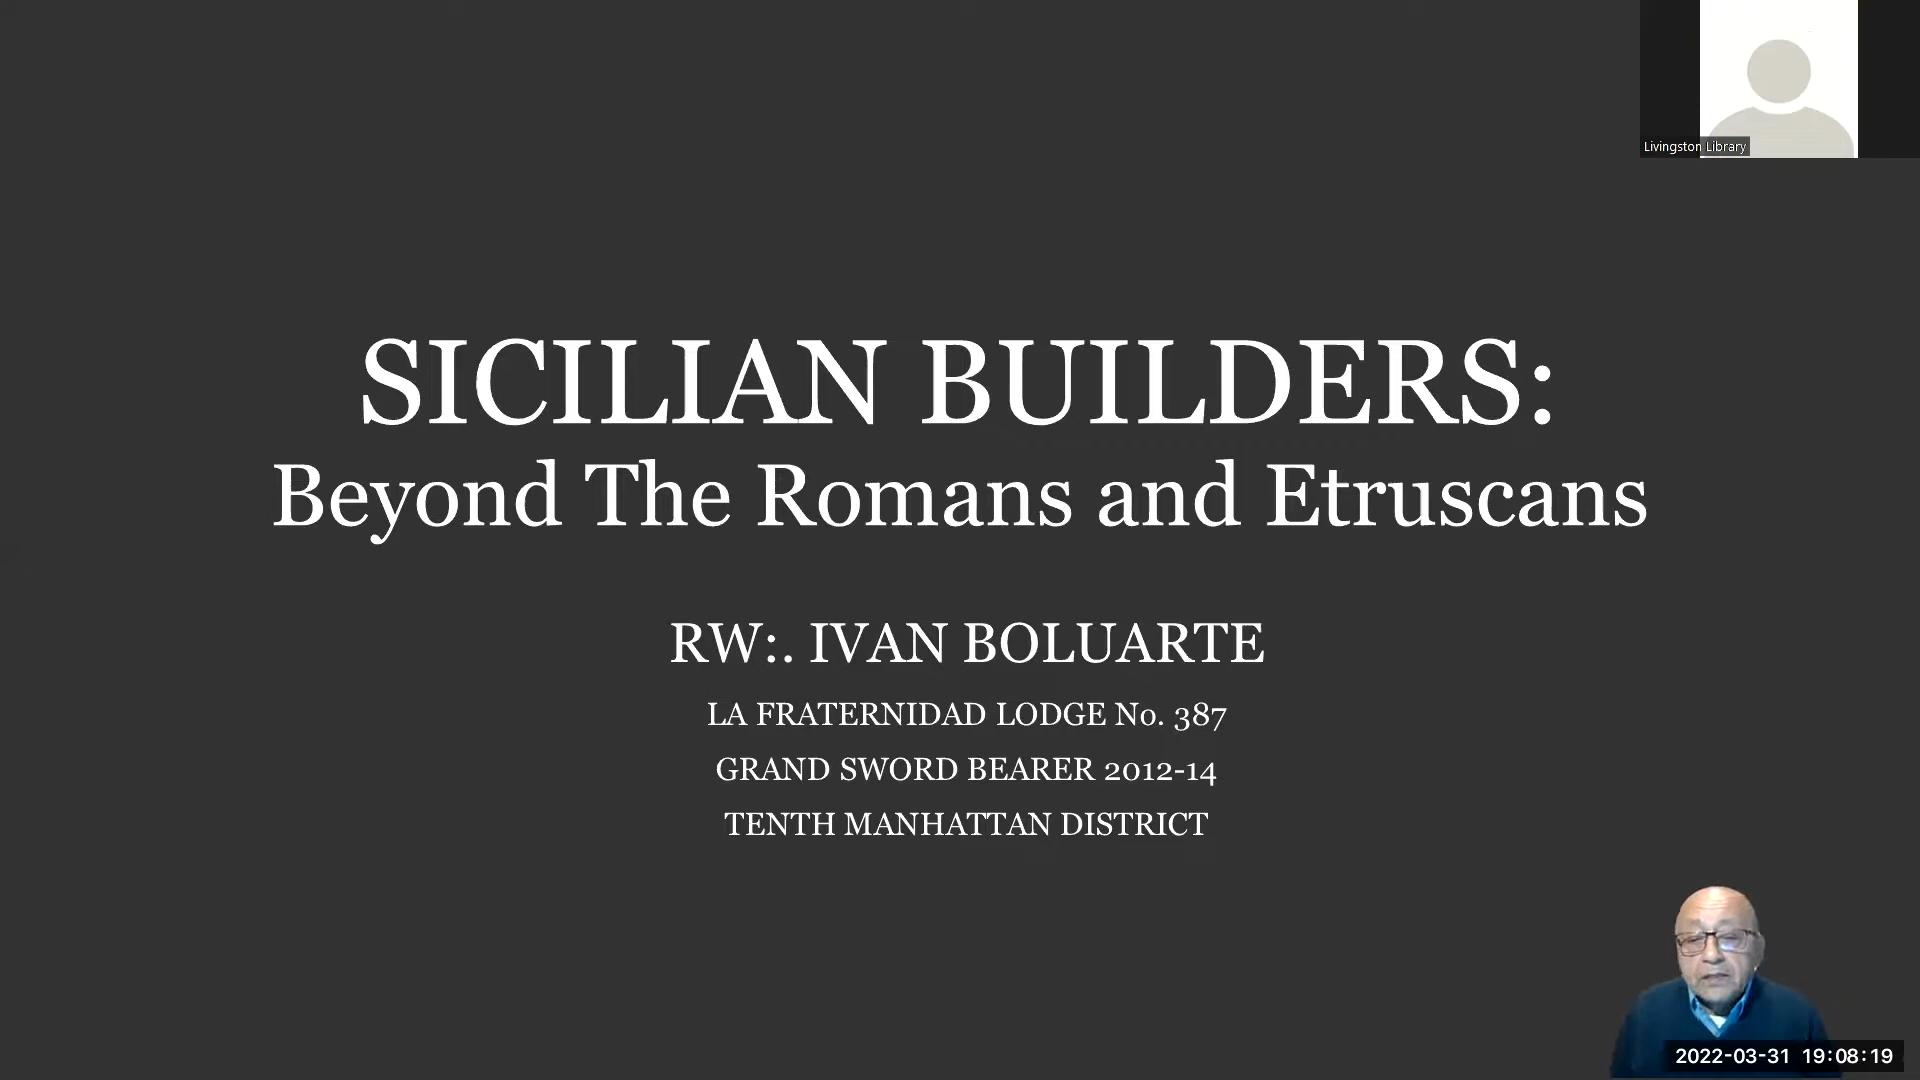 Livingston Library
SICILIAN BUILDERS:
Beyond The Romans and Etruscans
RW:. IVAN BOLUARTE
LA FRATERNIDAD LODGE No. 387
GRAND SWORD BEARER 2012-14
TENTH MANHATTAN DISTRICT
2022-03-31 19:08:19